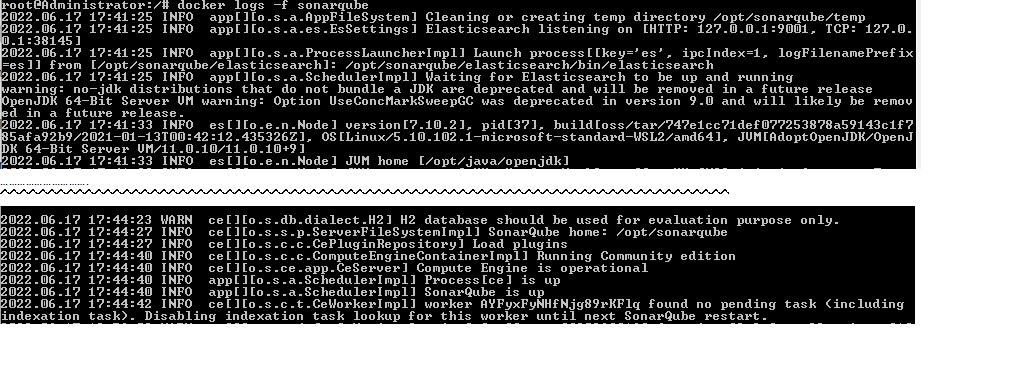 root@Administrator:/# docker logs -f sonarqube
2022.06.17 17:41:25 INFO  app[][o.s.a.AppFileSystem] Cleaning or creating temp directory /opt/sonarqube/temp
2022.06.17 17:41:25 INFO  app[][o.s.a.es.EsSettings] Elasticsearch listening on [HTTP: 127.0.0.1:9001, TCP: 127.0.
0.1:38145]
2022.06.17 17:41:25 INFO  app[][o.s.a.ProcessLauncherImpl] Launch process[[key='es', ipcIndex=1, logFilenamePrefix
=es]] from [/opt/sonarqube/elasticsearch]: /opt/sonarqube/elasticsearch/bin/elasticsearch
2022.06.17 17:41:25 INFO  app[][o.s.a.SchedulerImpl] Waiting for Elasticsearch to be up and running
warning: no-jdk distributions that do not bundle a JDK are deprecated and will be removed in a future release
OpenJDK 64-Bit Server VM warning: Option UseConcMarkSweepGC was deprecated in version 9.0 and will likely be remov
ed in a future release.
2022.06.17 17:41:33 INFO  es[][o.e.n.Node] version[7.10.2], pid[37], build[oss/tar/747e1cc71def077253878a59143c1f7
85afa92b9/2021-01-13T00:42:12.435326Z], OS[Linux/5.10.102.1-microsoft-standard-WSL2/amd64], JVM[AdoptOpenJDK/OpenJ
DK 64-Bit Server VM/11.0.10/11.0.10+9]
2022.06.17 17:41:33 INFO  es[][o.e.n.Node] JVM home [/opt/java/openjdk]
2022.06.17 17:44:23 WARN  ce[][o.s.db.dialect.H2] H2 database should be used for evaluation purpose only.
2022.06.17 17:44:27 INFO  ce[][o.s.s.p.ServerFileSystemImpl] SonarQube home: /opt/sonarqube
2022.06.17 17:44:27 INFO  ce[][o.s.c.c.CePluginRepository] Load plugins
2022.06.17 17:44:40 INFO  ce[][o.s.c.c.ComputeEngineContainerImpl] Running Community edition
2022.06.17 17:44:40 INFO  ce[][o.s.ce.app.CeServer] Compute Engine is operational
2022.06.17 17:44:40 INFO  app[][o.s.a.SchedulerImpl] Process[ce] is up
2022.06.17 17:44:40 INFO  app[][o.s.a.SchedulerImpl] SonarQube is up
2022.06.17 17:44:42 INFO  ce[][o.s.c.t.CeWorkerImpl] worker AYFyxFyNHfNjg89rKFlq found no pending task (including
indexation task). Disabling indexation task lookup for this worker until next SonarQube restart.